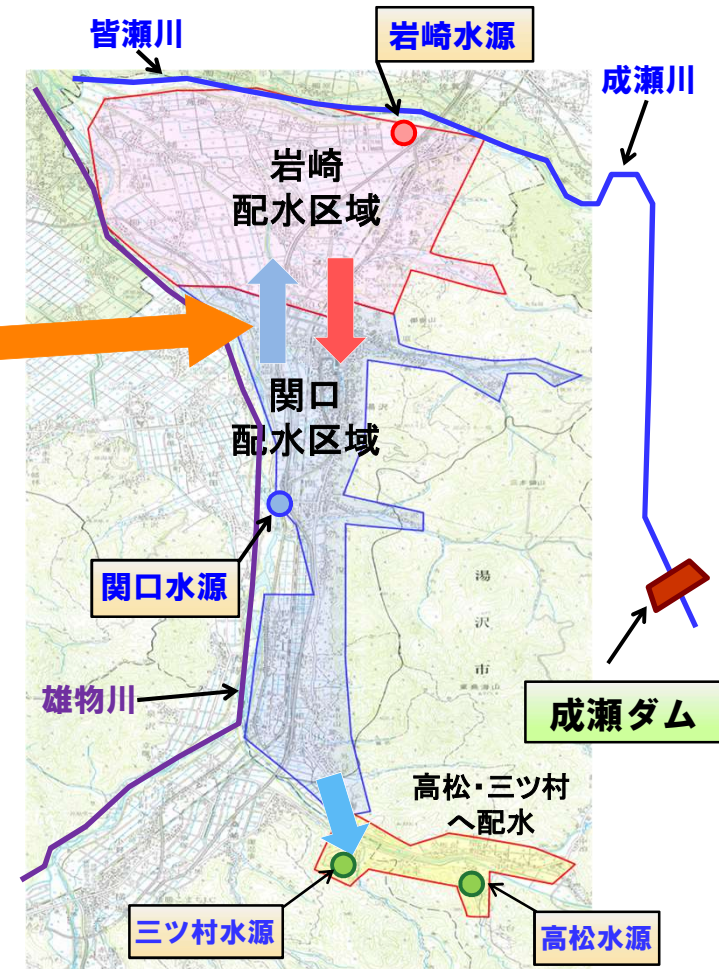 皆瀬川
岩崎水源
成瀬川
岩崎
配水区域
関口
配水区域
関口水源
湯沢市
雄物川
成瀬ダム
高松・三ツ村
へ配水
三ツ村水源
高松水源